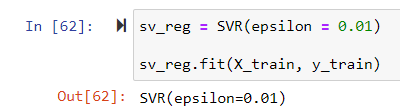 In [62]: sv_reg = SVR(epsilon = 0.01)
sv_reg.fit(X_train, y_train)
Out[62]: SVR(epsilon=0.01)